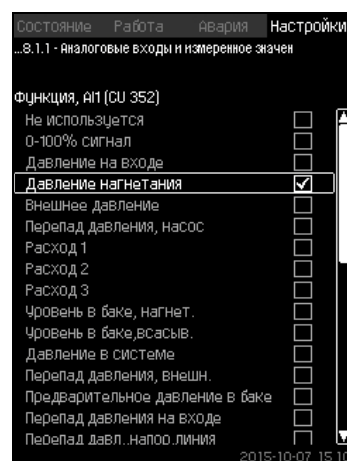 Состояние Работа Авария Настройки
...8.1.1 - Аналоговые входы и измеренное значен
Функция, AI1 (CU 352)
Не используется
0-100% сигнал
Давление на входе
Давление нагнетания
Внешнее давление
Перепад давления, насос
Расход 1
Расход 2
Расход 3
Уровень в баке, нагнет.
Уровень в баке,всасыв.
Давление в системе
Перепад давления, внешн.
Предварительное давление в баке
Перепад давления на входе
Перепад давл..напор.линия
2015-10-07 15:10